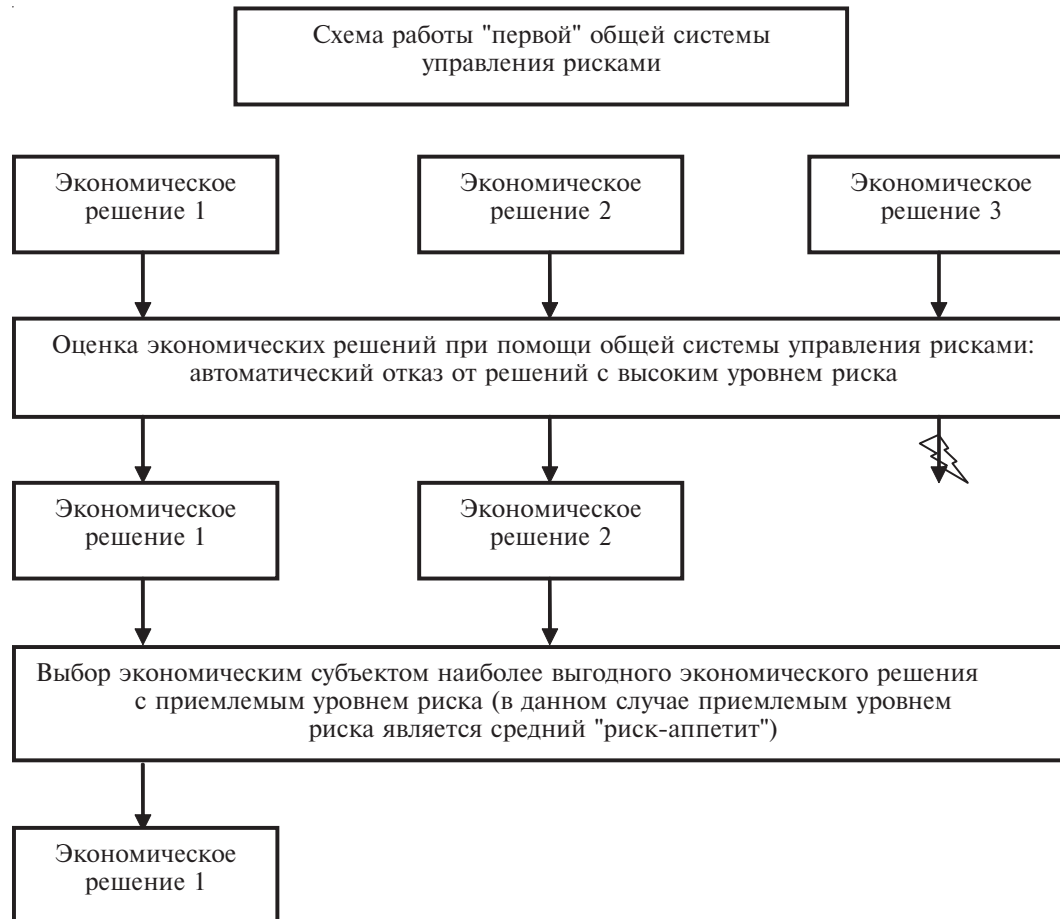 Схема работы "первой" общей системы
управления рисками
Экономическое
решение 1
Экономическое
решение 2
Экономическое
решение 3
Оценка экономических решений при помощи общей системы управления рисками:
автоматический отказ от решений с высоким уровнем риска
Экономическое
решение 1
Экономическое
решение 2
Выбор экономическим субъектом наиболее выгодного экономического решения
с приемлемым уровнем риска (в данном случае приемлемым уровнем
риска является средний "риск-аппетит")
Экономическое
решение 1